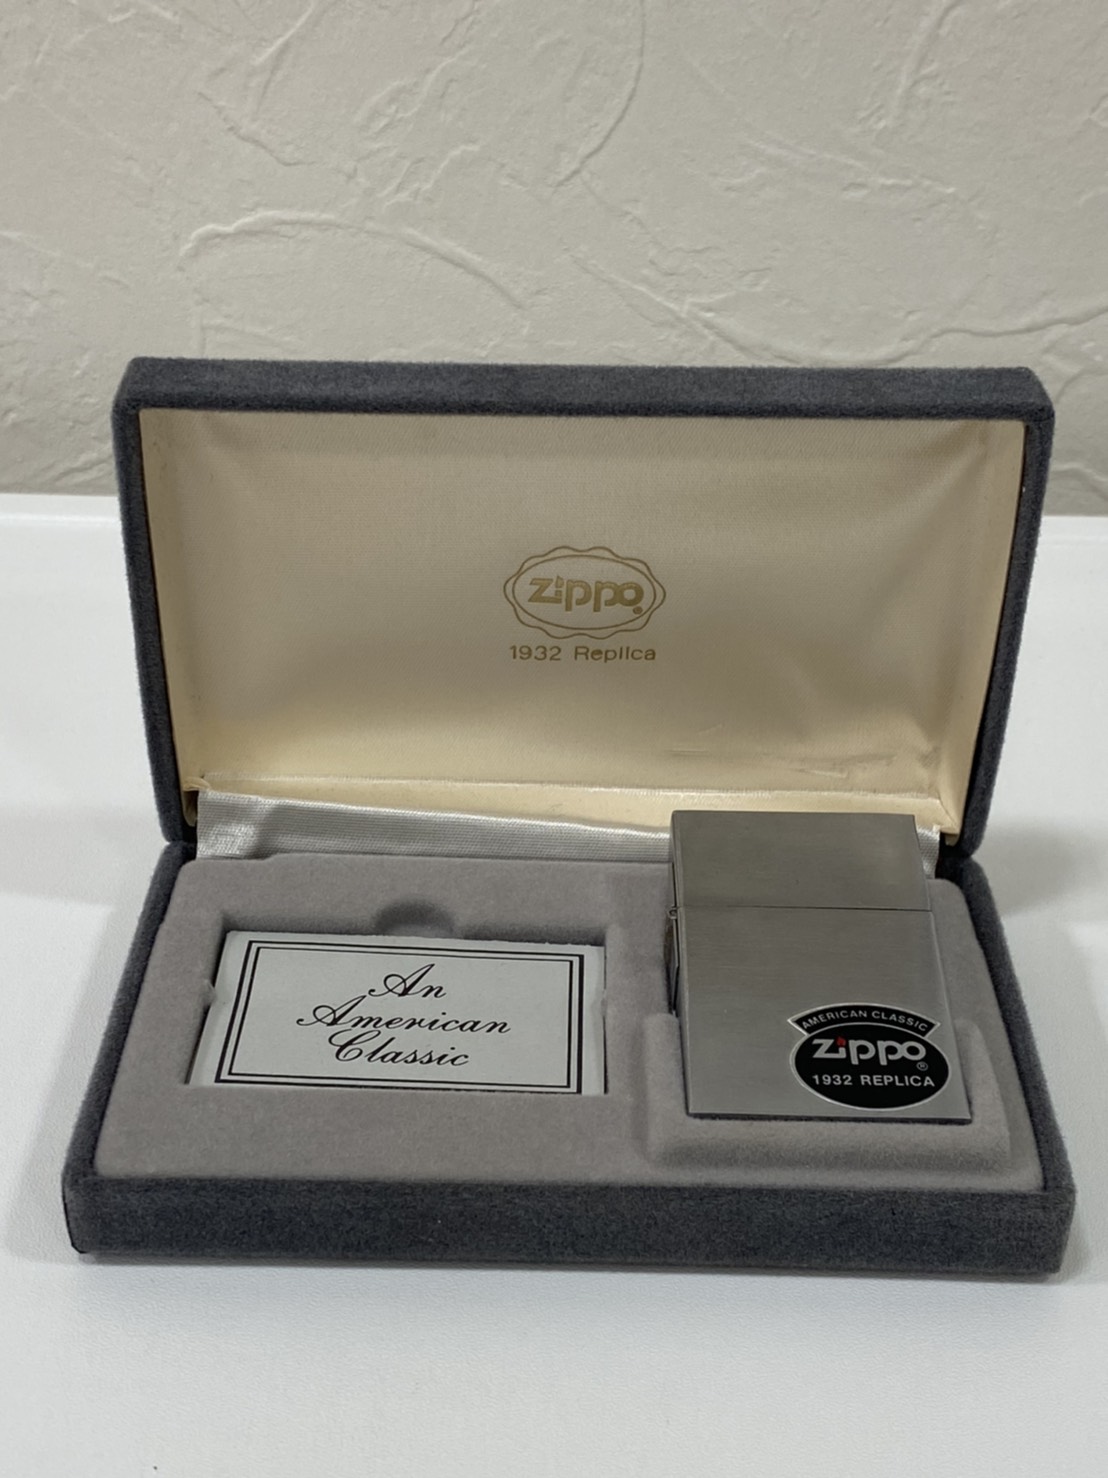 Zippo
1932 Replica
An
American
Classic
AMERICAN CLASSIC
Zippo®
1932 REPLICA